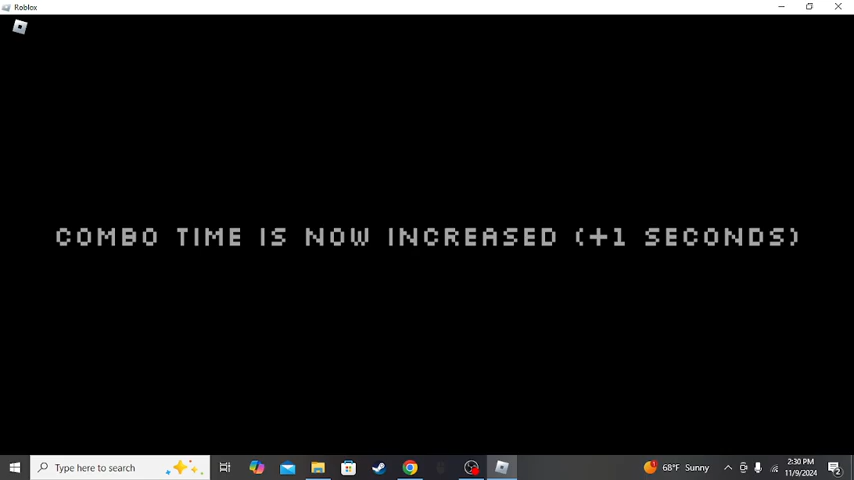 Roblox
COMBO TIME IS NOW INCREASED (+1 SECONDS)
Type here to search
68°F Sunny
2:30 PM
11/9/2024
2